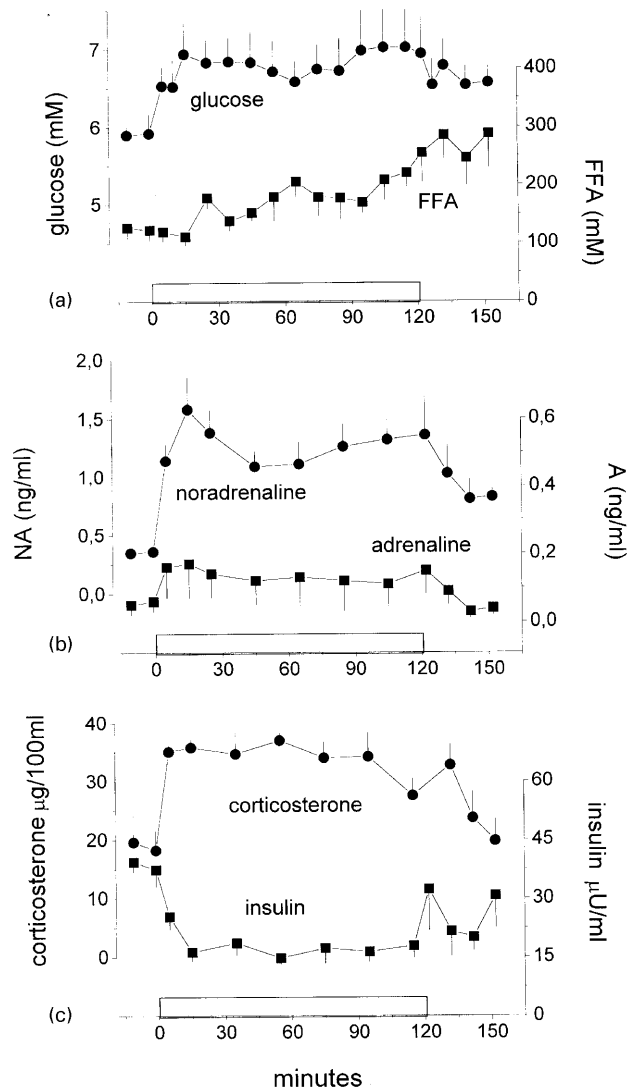 7
6
5
glucose (mM)
glucose
FFA
400
300
200
100
0
FFA (mM)
(a)
0 30 60 90 120 150
2,0
1,5
1,0
0,5
0,0
NA (ng/ml)
noradrenaline
adrenaline
0,6
0,4
0,2
0,0
A (ng/ml)
(b)
0 30 60 90 120 150
40
30
20
10
0
corticosterone µg/100ml
corticosterone
insulin
60
45
30
15
0
insulin µU/ml
(c)
0 30 60 90 120 150
minutes